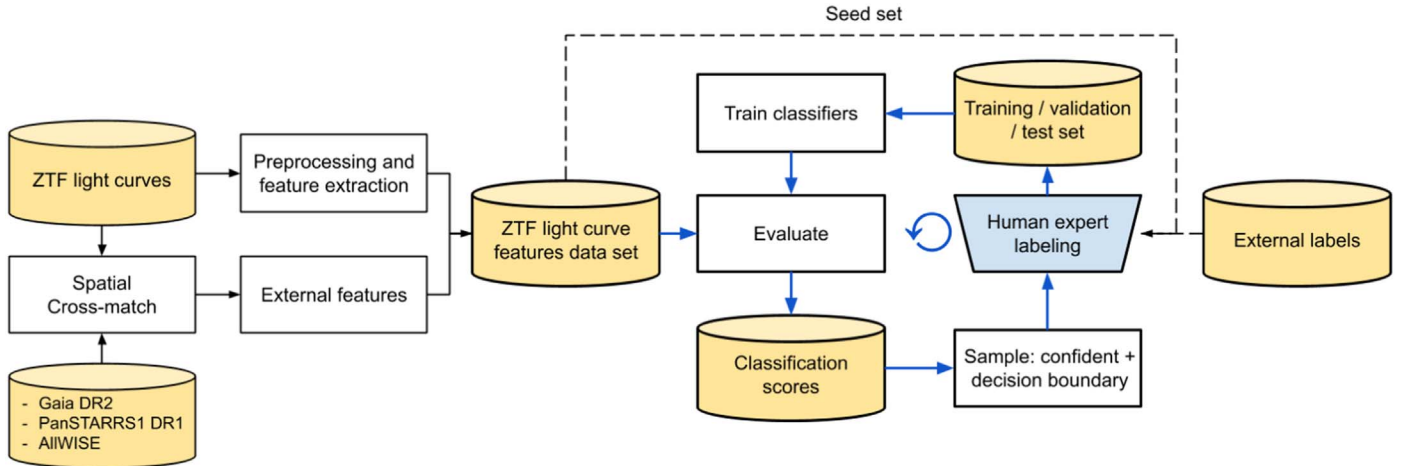 Seed set
ZTF light curves
Preprocessing and
feature extraction
Spatial
Cross-match
External features
- Gaia DR2
- PanSTARRS1 DR1
- AllWISE
ZTF light curve
features data set
Train classifiers
Evaluate
Classification
scores
Training / validation
/ test set
Human expert
labeling
Sample: confident +
decision boundary
External labels